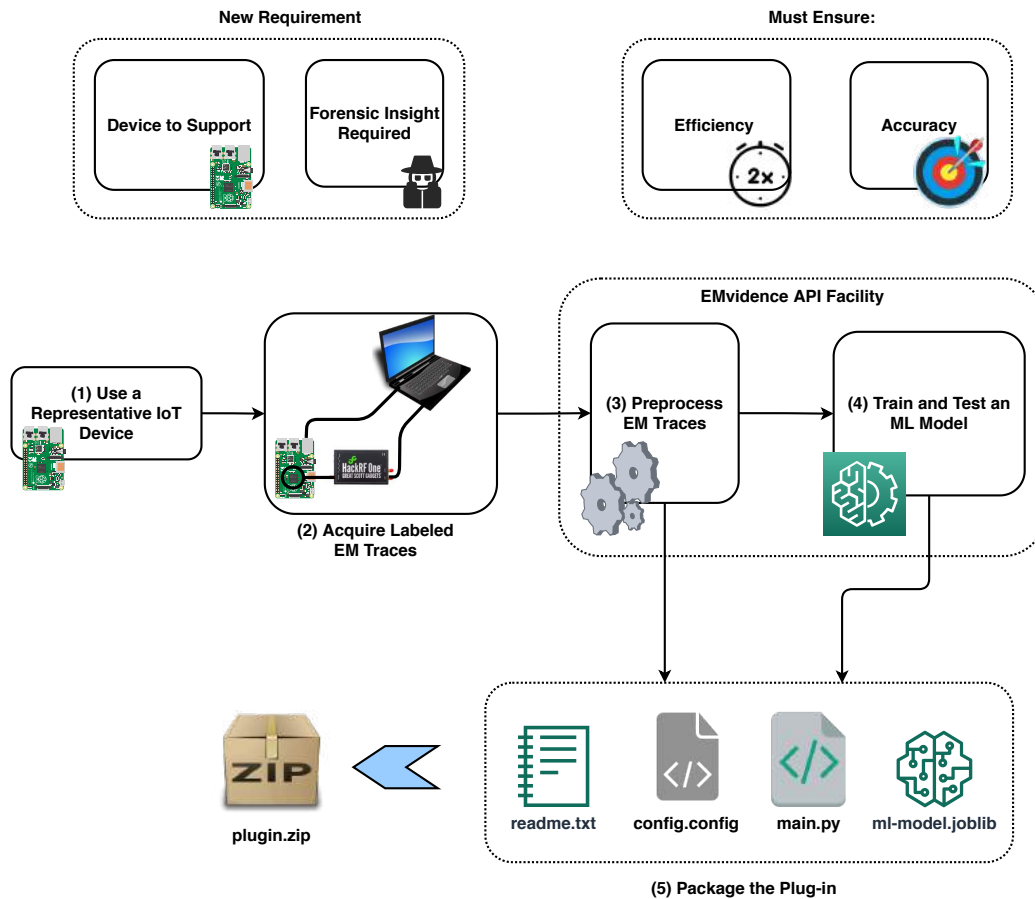 New Requirement
Must Ensure:
Device to Support
Forensic Insight
Required
Efficiency
2x
Accuracy
EMvidence API Facility
(1) Use a
Representative IoT
Device
HackRF One
GREAT SCOTT GADGETS
(2) Acquire Labeled
EM Traces
(3) Preprocess
EM Traces
(4) Train and Test an
ML Model
ZIP
plugin.zip
readme.txt
config.config
main.py
ml-model.joblib
(5) Package the Plug-in